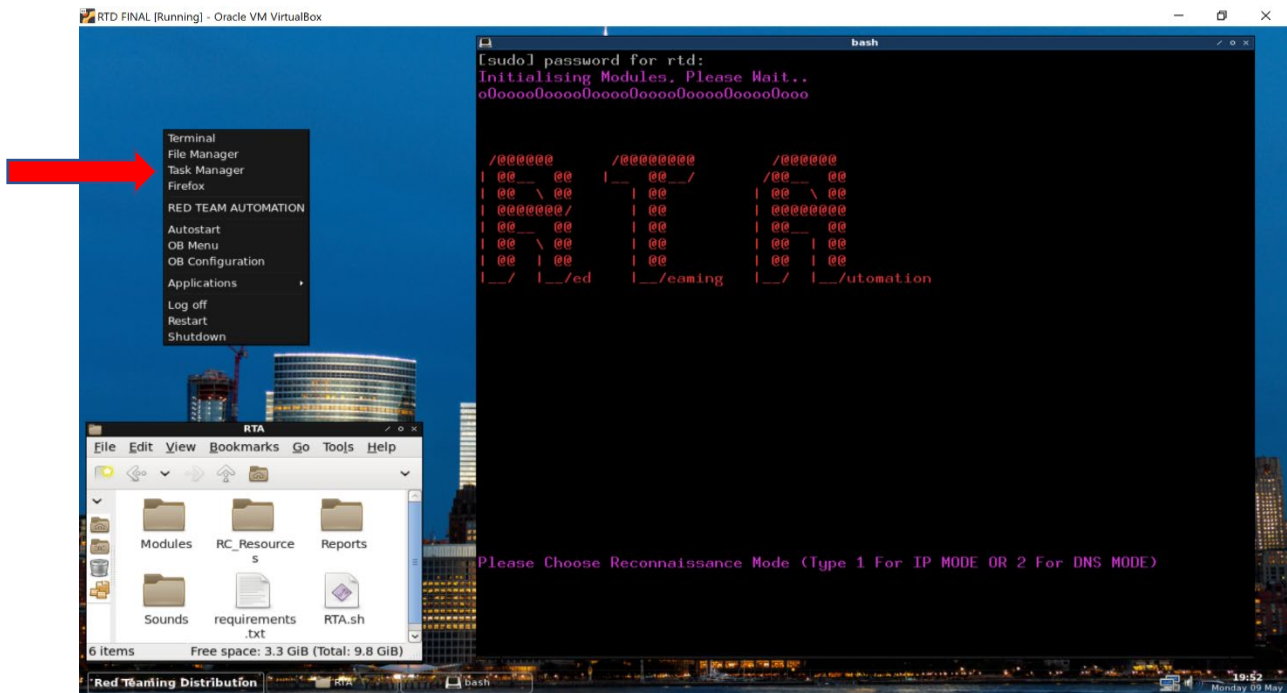 RTD FINAL [Running] - Oracle VM VirtualBox
bash
[sudo] password for rtd:
Initialising Modules, Please Wait..
oOooooOooooOooooOooooOooooOooooOooo
/@@@@@@ /@@@@@@@@ /@@@@@@
| @@__ @@ |__ @@__/ /@@__ @@
| @@ \ @@ | @@ | @@ \ @@
| @@@@@@@/ | @@ | @@@@@@@@
| @@__ @@ | @@ | @@__ @@
| @@ \ @@ | @@ | @@ | @@
| @@ | @@ | @@ | @@ | @@
|__/ |__/ed |__/eaming |__/ |__/utomation
Please Choose Reconnaissance Mode (Type 1 For IP MODE OR 2 For DNS MODE)
Terminal
File Manager
Task Manager
Firefox
RED TEAM AUTOMATION
Autostart
OB Menu
OB Configuration
Applications
Log off
Restart
Shutdown
RTA
File Edit View Bookmarks Go Tools Help
Modules RC_Resource
s Reports
Sounds requirements
.txt RTA.sh
6 items Free space: 3.3 GiB (Total: 9.8 GiB)
Red Teaming Distribution RTA bash
19:52
Monday 09 May